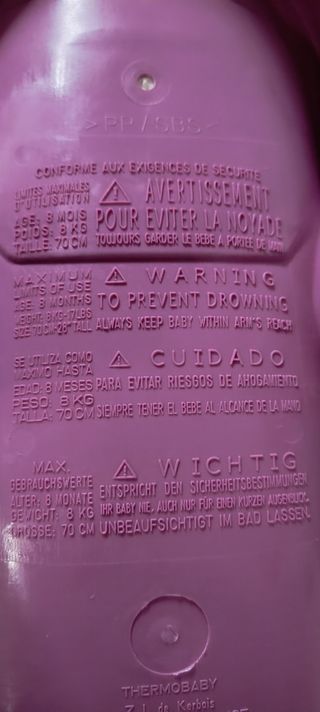 >PP/SBS<
CONFORME AUX EXIGENCES DE SECURITE
LIMITES MAXIMALES
D'UTILISATION
AGE: 8 MOIS
POIDS: 8 KG
TAILLE: 70 CM
AVERTISSEMENT
POUR EVITER LA NOYADE
TOUJOURS GARDER LE BEBE A PORTEE DE MAIN
MAXIMUM
LIMITS OF USE
AGE 8 MONTHS
WEIGHT: 8KG-17LBS
SIZE 70CM-28" TALL
WARNING
TO PREVENT DROWNING
ALWAYS KEEP BABY WITHIN ARM'S REACH
SE UTILIZA COMO
MAXIMO HASTA
EDAD: 8 MESES
PESO: 8 KG
TALLA: 70 CM
CUIDADO
PARA EVITAR RIESGOS DE AHOGAMIENTO
SIEMPRE TENER EL BEBE AL ALCANCE DE LA MANO
MAX.
GEBRAUCHSWERTE
ALTER: 8 MONATE
GEWICHT: 8 KG
GRÖSSE: 70 CM
WICHTIG
ENTSPRICHT DEN SICHERHEITSBESTIMMUNGEN
IHR BABY NIE, AUCH NUR FÜR EINEN KURZEN AUGENBLICK,
UNBEAUFSICHTIGT IM BAD LASSEN.
THERMOBABY
Z.I. de Kerbois